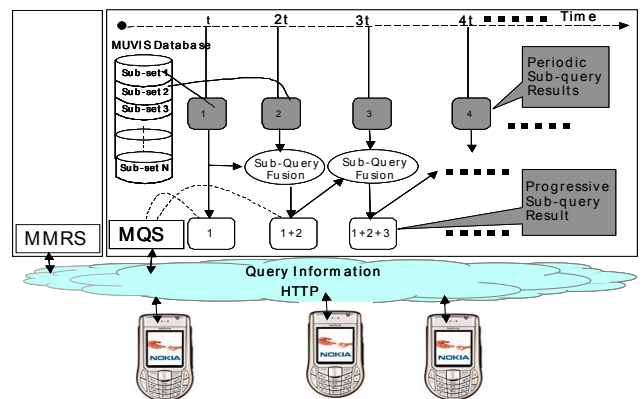 t 2t 3t 4t Time
MUVIS Database
Sub-set 1
Sub-set 2
Sub-set 3
Sub-set N
1
2
3
4
Periodic
Sub-query
Results
Sub-Query
Fusion
Sub-Query
Fusion
Progressive
Sub-query
Result
MMRS
MQS
1
1+2
1+2+3
Query Information
HTTP
NOKIA
NOKIA
NOKIA